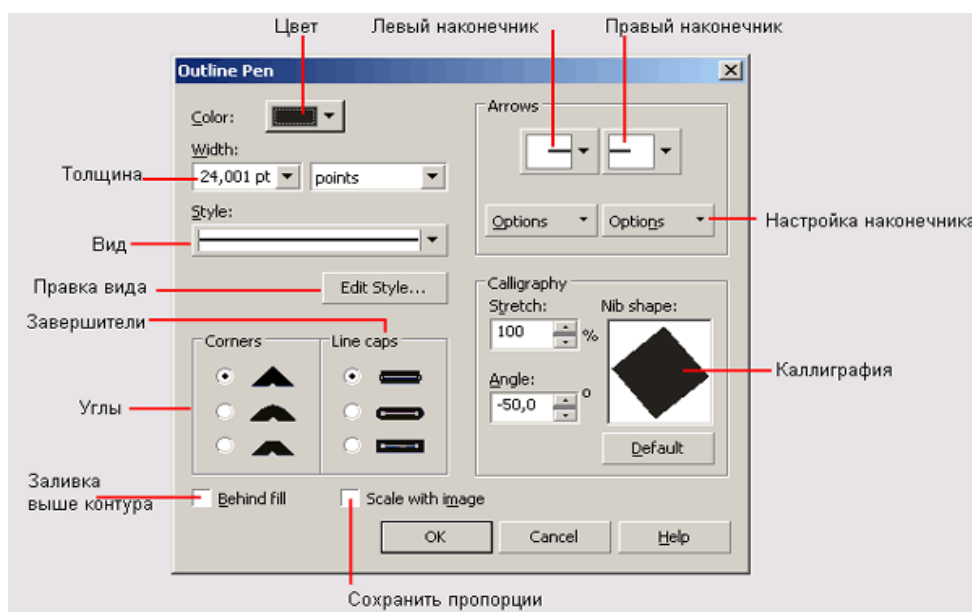 Цвет Левый наконечник Правый наконечник
Outline Pen
Color:
Arrows
Width:
Толщина 24,001 pt points
Style:
Options Options Настройка наконечника
Вид
Правка вида Edit Style...
Calligraphy
Stretch: Nib shape:
100 %
Завершители
Corners Line caps
Каллиграфия
Angle:
-50,0 °
Углы
Default
Заливка
выше контура
Behind fill Scale with image
OK Cancel Help
Сохранить пропорции